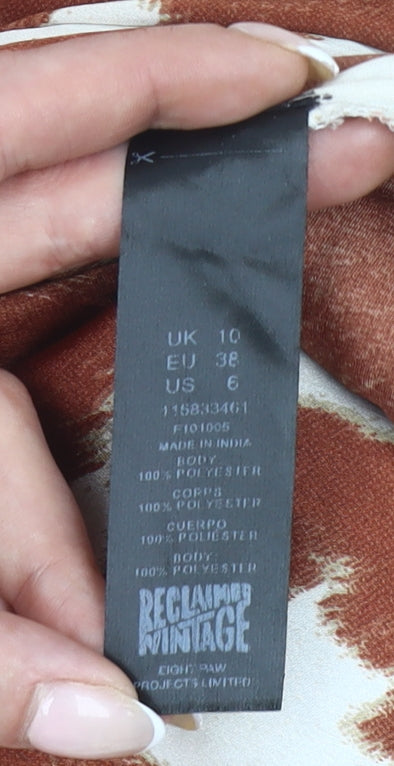 UK 10
EU 38
US 6
115833461
F101005
MADE IN INDIA
BODY
100% POLYESTER
CORPS
100% POLYESTER
CUERPO
100% POLIESTER
BODY:
100% POLYESTER
RECLAIMED
VINTAGE
EIGHT PAW
PROJECTS LIMITED